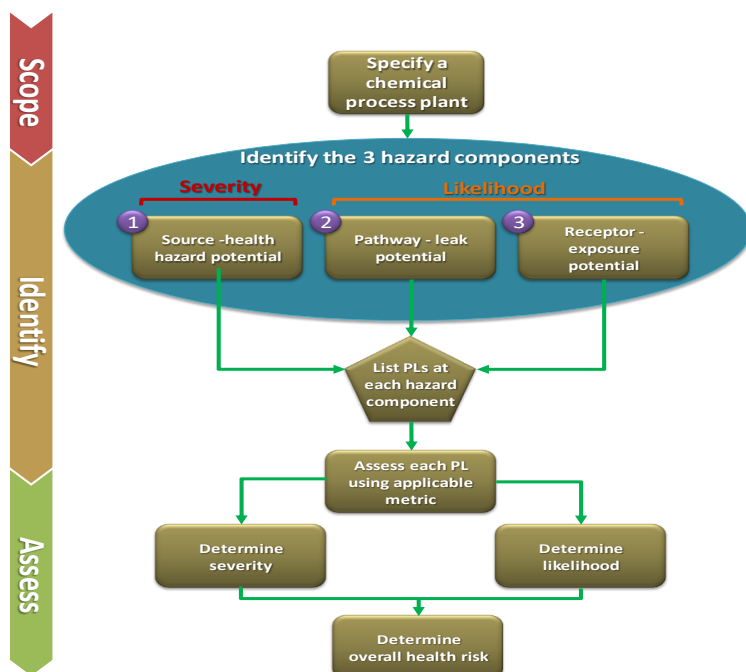 Scope
Specify a
chemical
process plant
Identify
Identify the 3 hazard components
Severity
Likelihood
1
Source -health
hazard potential
2
Pathway - leak
potential
3
Receptor -
exposure
potential
List PLs at
each hazard
component
Assess
Assess each PL
using applicable
metric
Determine
severity
Determine
likelihood
Determine
overall health risk